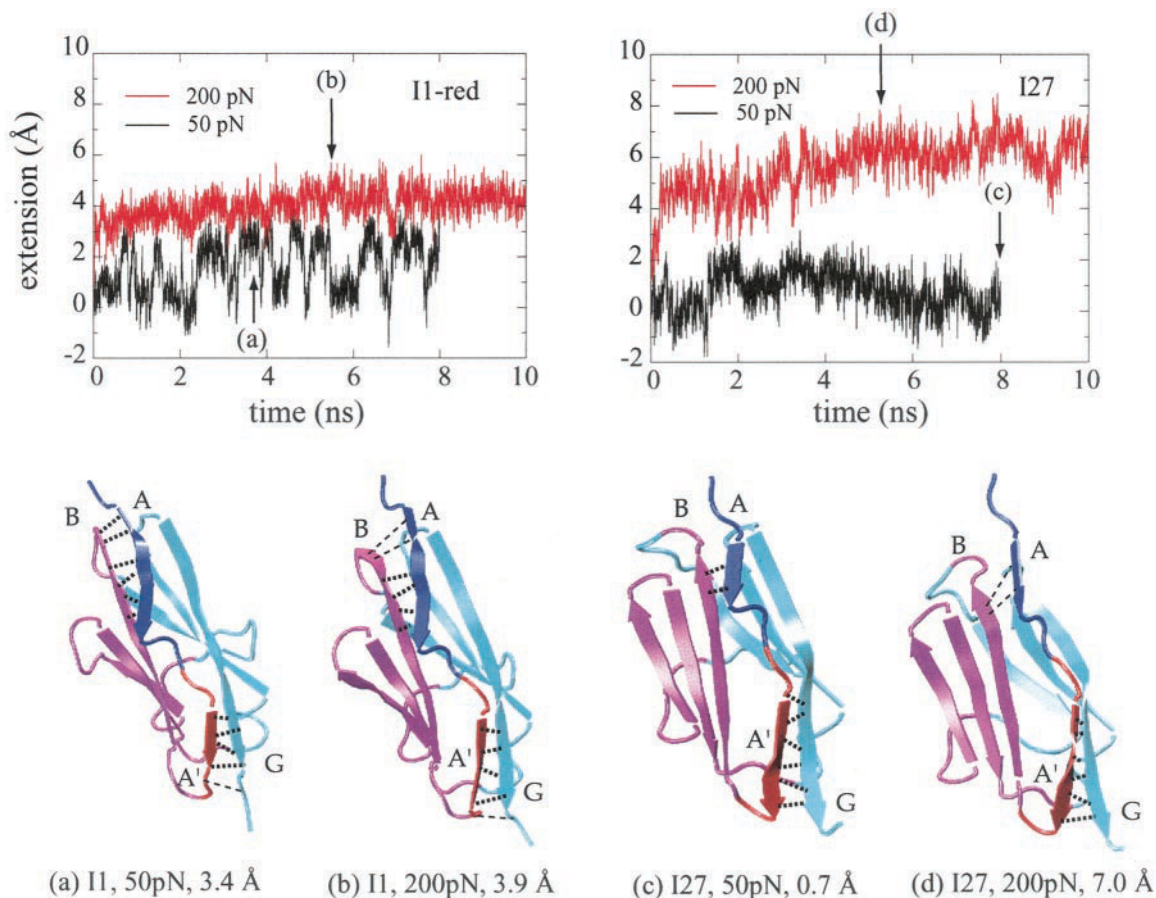 (d)
10
8
6
4
2
0
-2
extension (Å)
200 pN
50 pN
(b)
I1-red
(a)
0 2 4 6 8 10
time (ns)
10
8
6
4
2
0
-2
200 pN
50 pN
I27
(c)
0 2 4 6 8 10
time (ns)
B A
A' G
B A
A' G
B A
A' G
B A
A' G
(a) I1, 50pN, 3.4 Å (b) I1, 200pN, 3.9 Å (c) I27, 50pN, 0.7 Å (d) I27, 200pN, 7.0 Å